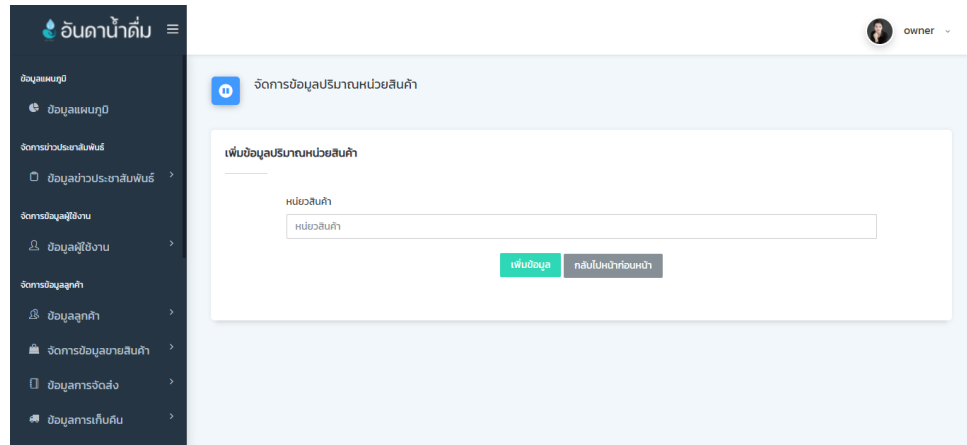 อันดาน้ำดื่ม
owner
ข้อมูลแผนภูมิ
ข้อมูลแผนภูมิ
จัดการข่าวประชาสัมพันธ์
ข้อมูลข่าวประชาสัมพันธ์
จัดการข้อมูลผู้ใช้งาน
ข้อมูลผู้ใช้งาน
จัดการข้อมูลลูกค้า
ข้อมูลลูกค้า
จัดการข้อมูลขายสินค้า
ข้อมูลการจัดส่ง
ข้อมูลการเก็บคืน
จัดการข้อมูลปริมาณหน่วยสินค้า
เพิ่มข้อมูลปริมาณหน่วยสินค้า
หน่ยวสินค้า
หน่ยวสินค้า
เพิ่มข้อมูล กลับไปหน้าก่อนหน้า